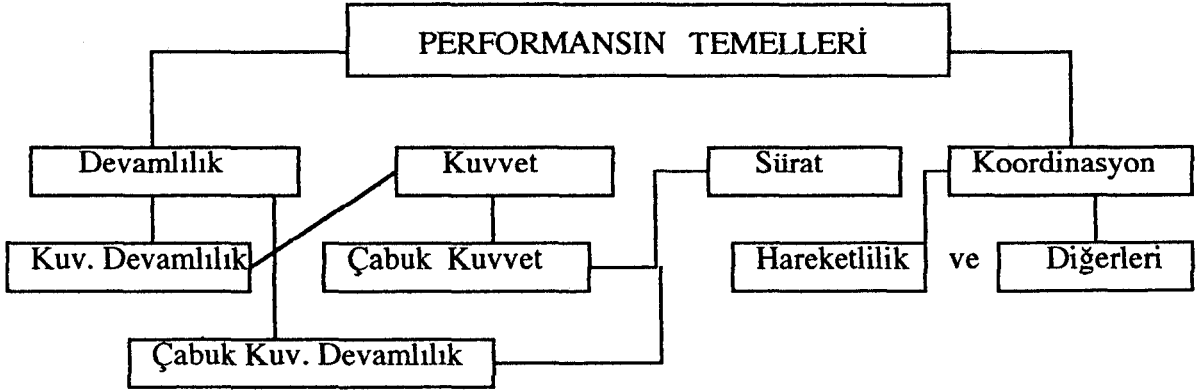 PERFORMANSIN TEMELLERİ
Devamlılık Kuvvet Sürat Koordinasyon
Kuv. Devamlılık Çabuk Kuvvet Hareketlilik ve Diğerleri
Çabuk Kuv. Devamlılık